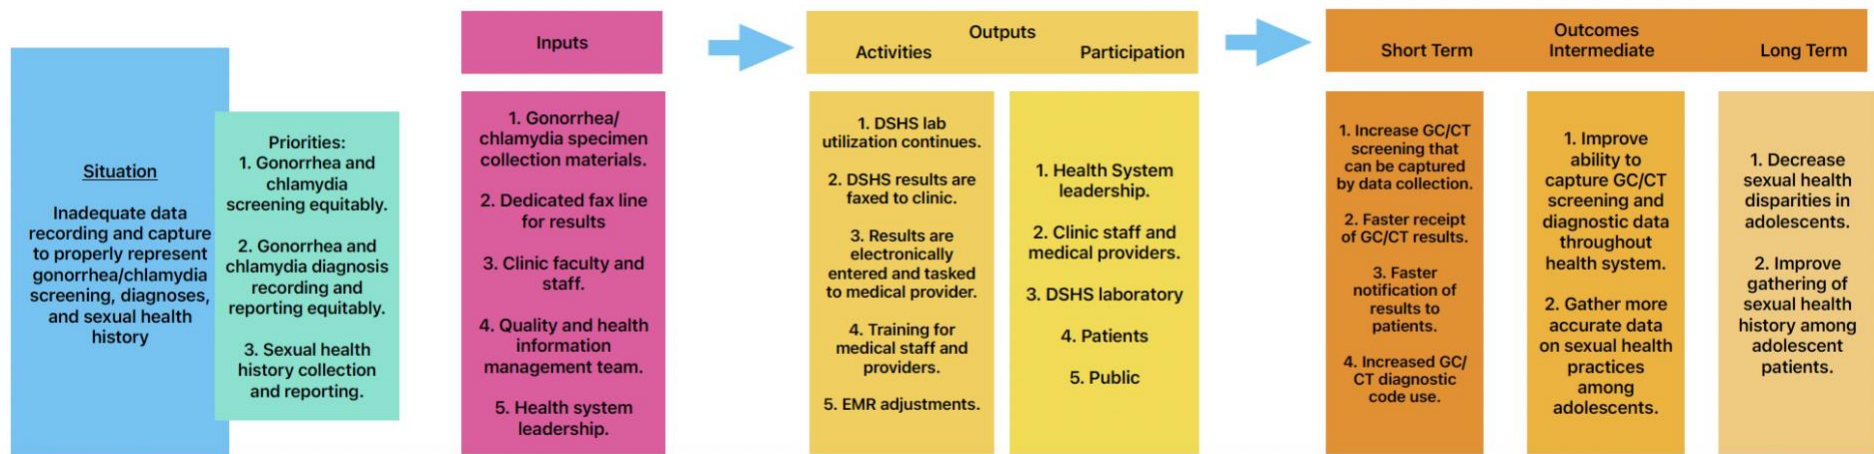 Situation
Inadequate data
recording and capture
to properly represent
gonorrhea/chlamydia
screening, diagnoses,
and sexual health
history
Priorities:
1. Gonorrhea and
chlamydia
screening equitably.
2. Gonorrhea and
chlamydia diagnosis
recording and
reporting equitably.
3. Sexual health
history collection
and reporting.
Inputs
1. Gonorrhea/
chlamydia specimen
collection materials.
2. Dedicated fax line
for results
3. Clinic faculty and
staff.
4. Quality and health
information
management team.
5. Health system
leadership.
Outputs
Activities
Participation
1. DSHS lab
utilization continues.
2. DSHS results are
faxed to clinic.
3. Results are
electronically
entered and tasked
to medical provider.
4. Training for
medical staff and
providers.
5. EMR adjustments.
1. Health System
leadership.
2. Clinic staff and
medical providers.
3. DSHS laboratory
4. Patients
5. Public
Outcomes
Short Term
Intermediate
Long Term
1. Increase GC/CT
screening that
can be captured
by data collection.
2. Faster receipt
of GC/CT results.
3. Faster
notification of
results to
patients.
4. Increased GC/
CT diagnostic
code use.
1. Improve
ability to
capture GC/CT
screening and
diagnostic data
throughout
health system.
2. Gather more
accurate data
on sexual health
practices
among
adolescents.
1. Decrease
sexual health
disparities in
adolescents.
2. Improve
gathering of
sexual health
history among
adolescent
patients.